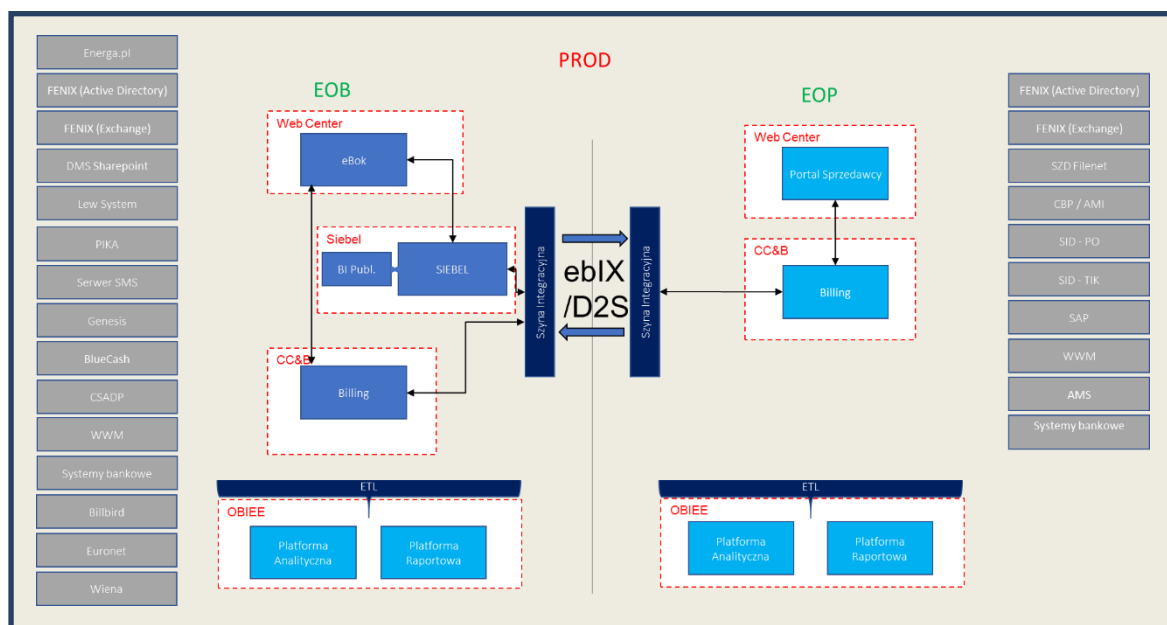 PROD
Energa.pl
FENIX (Active Directory)
FENIX (Exchange)
DMS Sharepoint
Lew System
PIKA
Serwer SMS
Genesis
BlueCash
CSADP
WWM
Systemy bankowe
Billbird
Euronet
Wiena
EOB
Web Center
eBok
Siebel
BI Publ.
SIEBEL
CC&B
Billing
ETL
OBIEE
Platforma
Analityczna
Platforma
Raportowa
Szyna Integracyjna
ebIX
/D2S
Szyna Integracyjna
EOP
Web Center
Portal Sprzedawcy
CC&B
Billing
ETL
OBIEE
Platforma
Analityczna
Platforma
Raportowa
FENIX (Active Directory)
FENIX (Exchange)
SZD Filenet
CBP / AMI
SID - PO
SID - TIK
SAP
WWM
AMS
Systemy bankowe